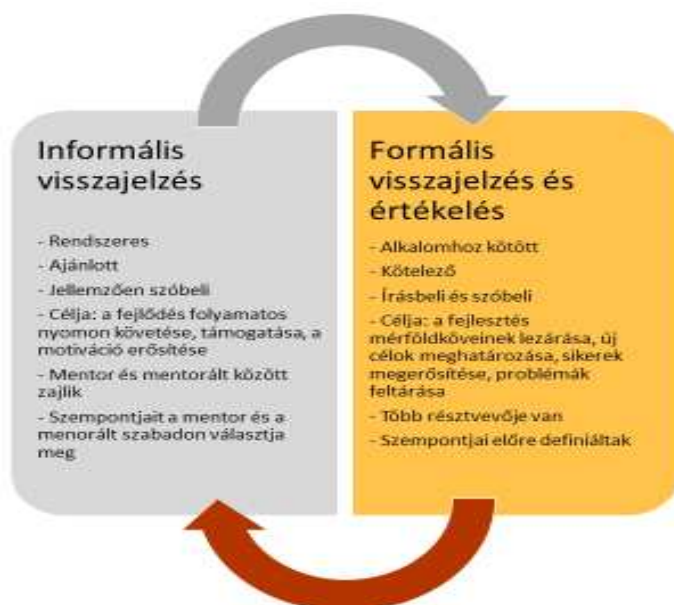 Informális
visszajelzés
- Rendszeres
- Ajánlott
- Jellemzően szóbeli
- Célja: a fejlődés folyamatos
nyomon követése, támogatása, a
motiváció erősítése
- Mentor és mentorált között
zajlik
- Szempontjait a mentor és a
menorált szabadon választja
meg
Formális
visszajelzés és
értékelés
- Alkalomhoz kötött
- Kötelező
- Írásbeli és szóbeli
- Célja: a fejlesztés
mérföldköveinek lezárása, új
célok meghatározása, sikerek
megerősítése, problémák
feltárása
- Több résztvevője van
- Szempontjai előre definiáltak